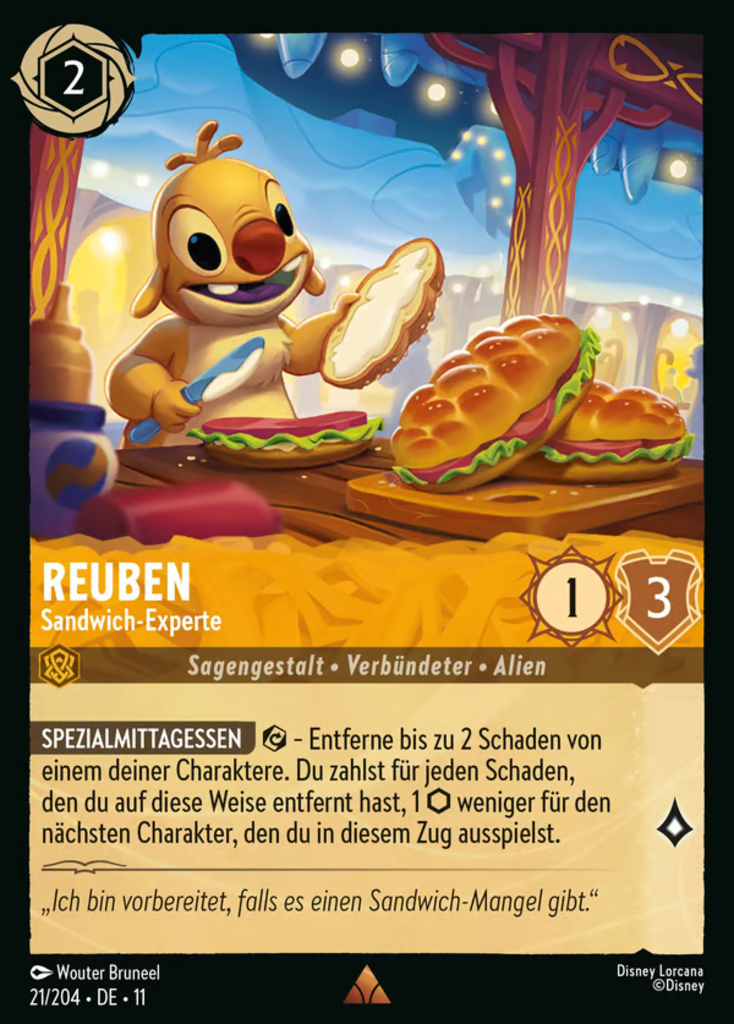 2
REUBEN
Sandwich-Experte
1
3
Sagengestalt • Verbündeter • Alien
SPEZIALMITTAGESSEN - Entferne bis zu 2 Schaden von
einem deiner Charaktere. Du zahlst für jeden Schaden,
den du auf diese Weise entfernt hast, 1 weniger für den
nächsten Charakter, den du in diesem Zug ausspielst.
„Ich bin vorbereitet, falls es einen Sandwich-Mangel gibt.“
Wouter Bruneel
21/204 • DE • 11
Disney Lorcana
©Disney